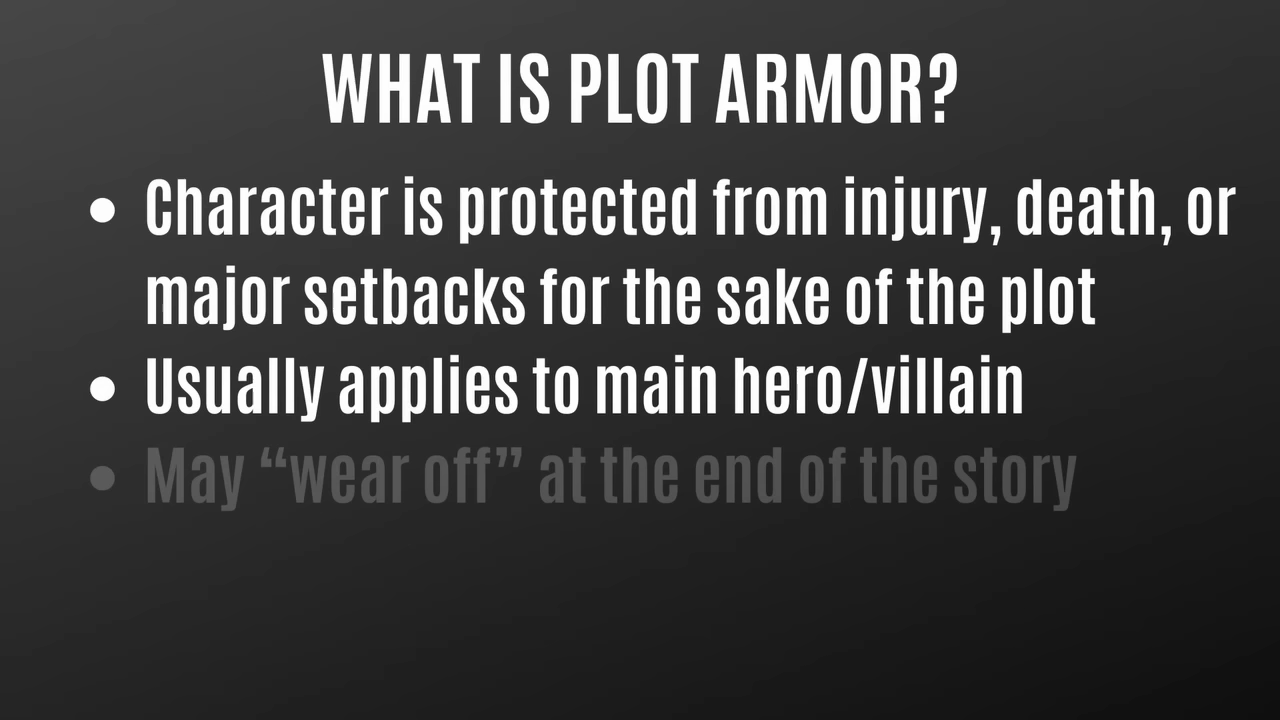 WHAT IS PLOT ARMOR?
• Character is protected from injury, death, or
major setbacks for the sake of the plot
• Usually applies to main hero/villain
• May “wear off” at the end of the story